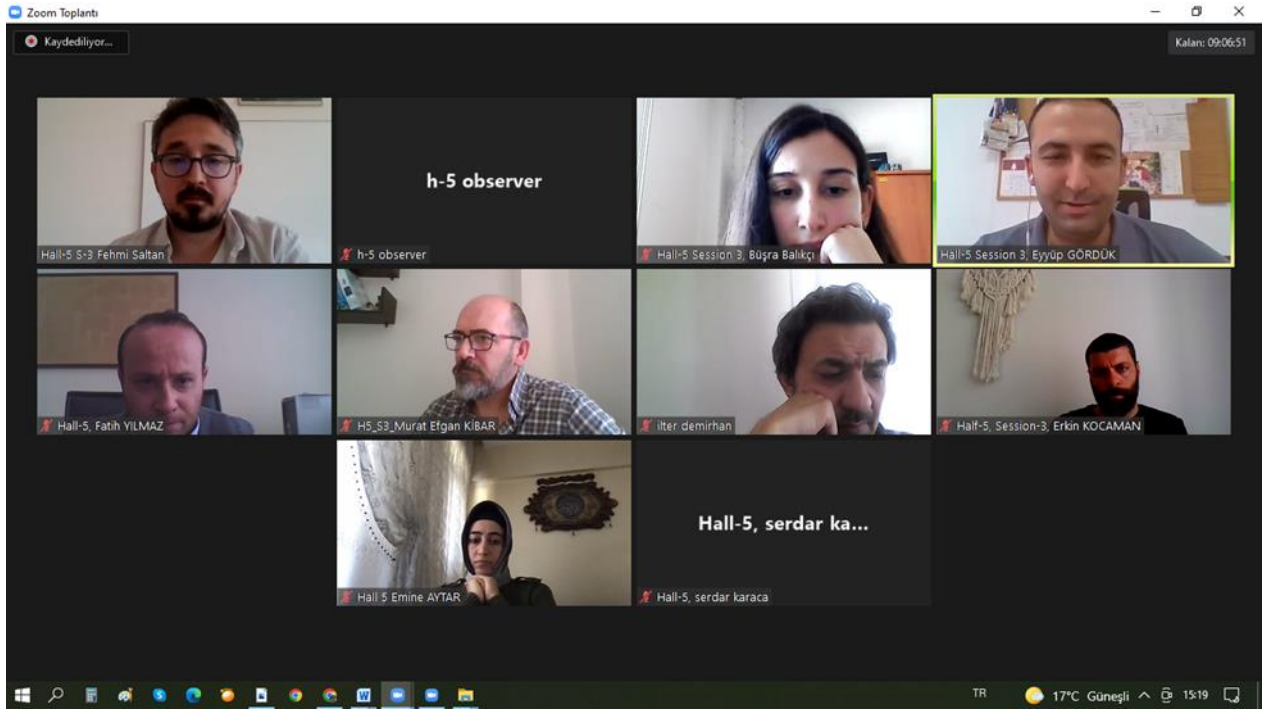 Zoom Toplantı
Kaydediliyor...
Kalan: 09:06:51
Hall-5 S-3 Fehmi Saltan
h-5 observer
h-5 observer
Hall-5 Session 3, Büşra Balıkçı
Hall-5 Session 3, Eyyüp GÖRDÜK
Hall-5, Fatih YILMAZ
H5_S3_Murat Efgan KİBAR
ilter demirhan
Half-5, Session-3, Erkin KOCAMAN
Hall 5 Emine AYTAR
Hall-5, serdar ka...
Hall-5, serdar karaca
TR
17°C Güneşli
15:19